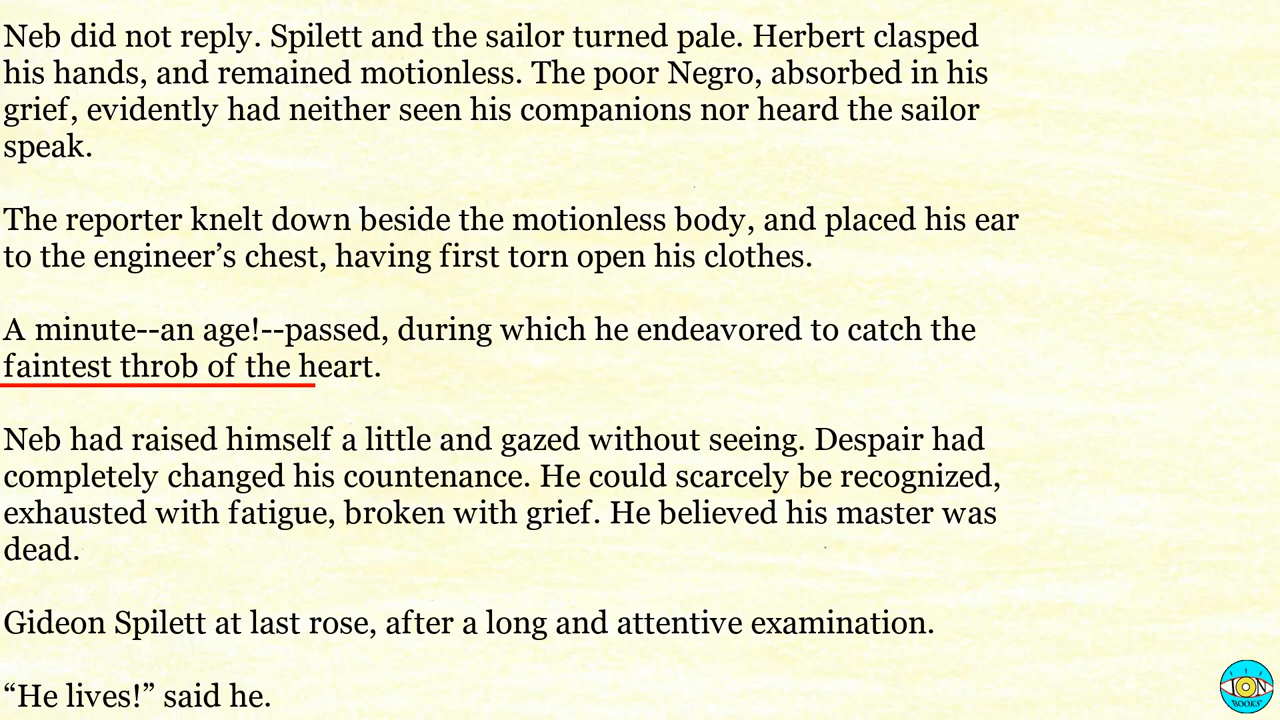 Neb did not reply. Spilett and the sailor turned pale. Herbert clasped
his hands, and remained motionless. The poor Negro, absorbed in his
grief, evidently had neither seen his companions nor heard the sailor
speak.
The reporter knelt down beside the motionless body, and placed his ear
to the engineer’s chest, having first torn open his clothes.
A minute--an age!--passed, during which he endeavored to catch the
faintest throb of the heart.
Neb had raised himself a little and gazed without seeing. Despair had
completely changed his countenance. He could scarcely be recognized,
exhausted with fatigue, broken with grief. He believed his master was
dead.
Gideon Spilett at last rose, after a long and attentive examination.
“He lives!” said he.
ION
BOOKS